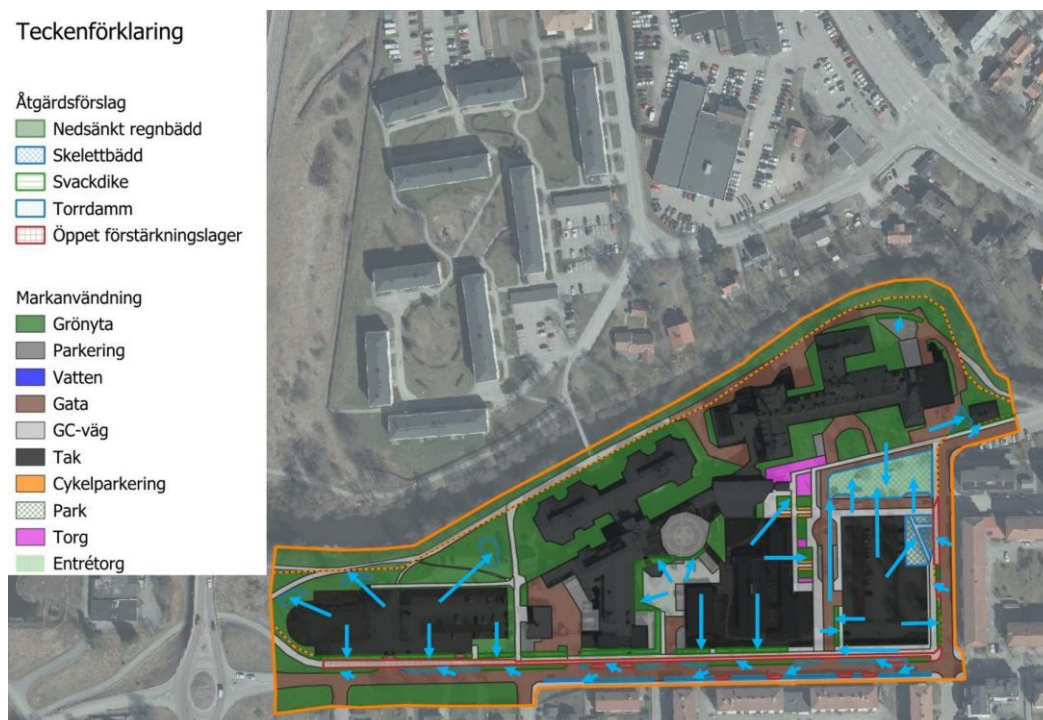 Teckenförklaring
Åtgärdsförslag
Nedsänkt regnbädd
Skelettbädd
Svackdike
Torrdamm
Öppet förstärkningslager
Markanvändning
Grönyta
Parkering
Vatten
Gata
GC-väg
Tak
Cykelparkering
Park
Torg
Entrétorg